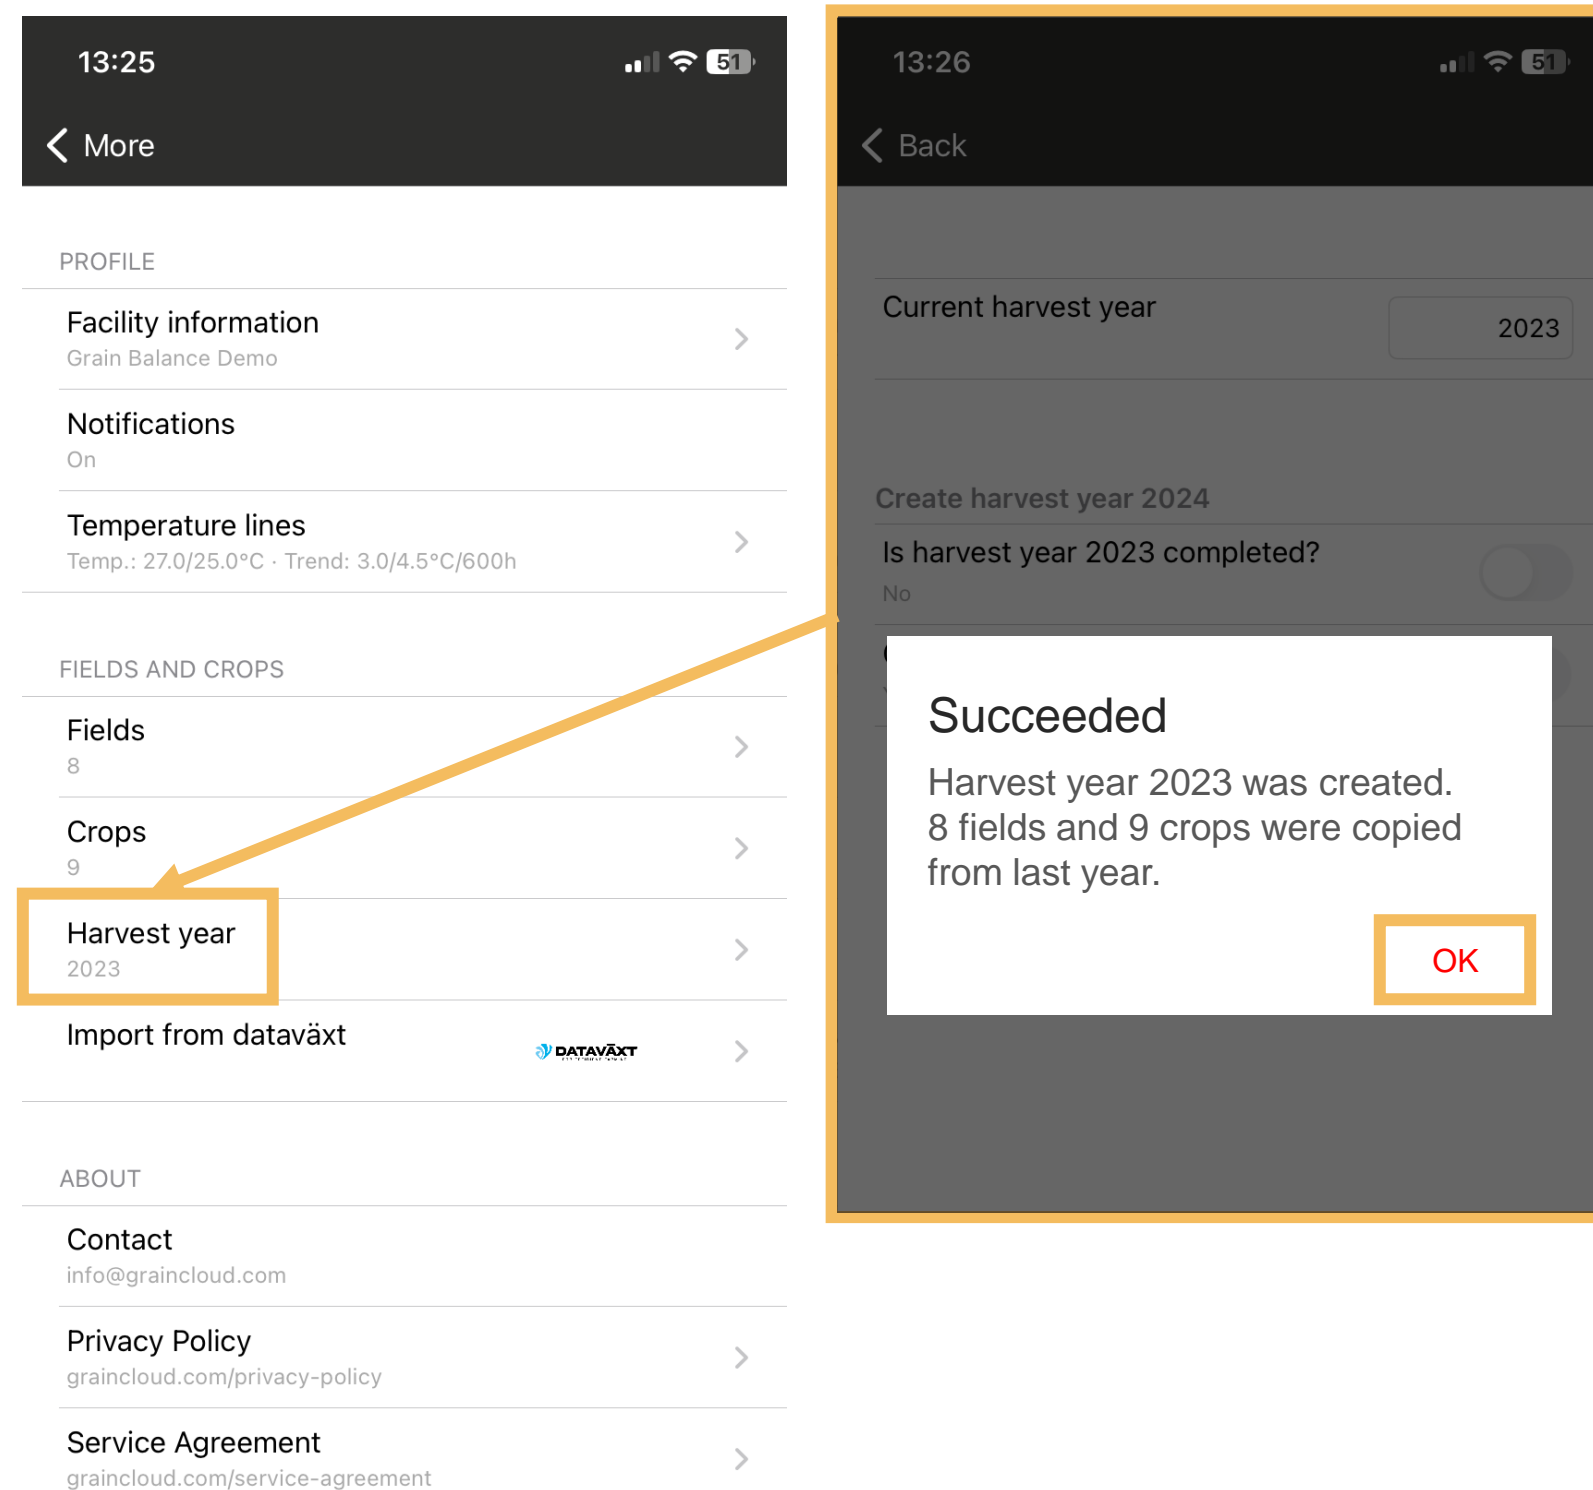 13:25
51
More
PROFILE
Facility information
Grain Balance Demo
Notifications
On
Temperature lines
Temp.: 27.0/25.0°C · Trend: 3.0/4.5°C/600h
FIELDS AND CROPS
Fields
8
Crops
9
Harvest year
2023
Import from dataväxt
DATAVÄXT
ABOUT
Contact
info@graincloud.com
Privacy Policy
graincloud.com/privacy-policy
Service Agreement
graincloud.com/service-agreement
13:26
51
Back
Current harvest year
2023
Create harvest year 2024
Is harvest year 2023 completed?
No
Succeeded
Harvest year 2023 was created.
8 fields and 9 crops were copied
from last year.
OK